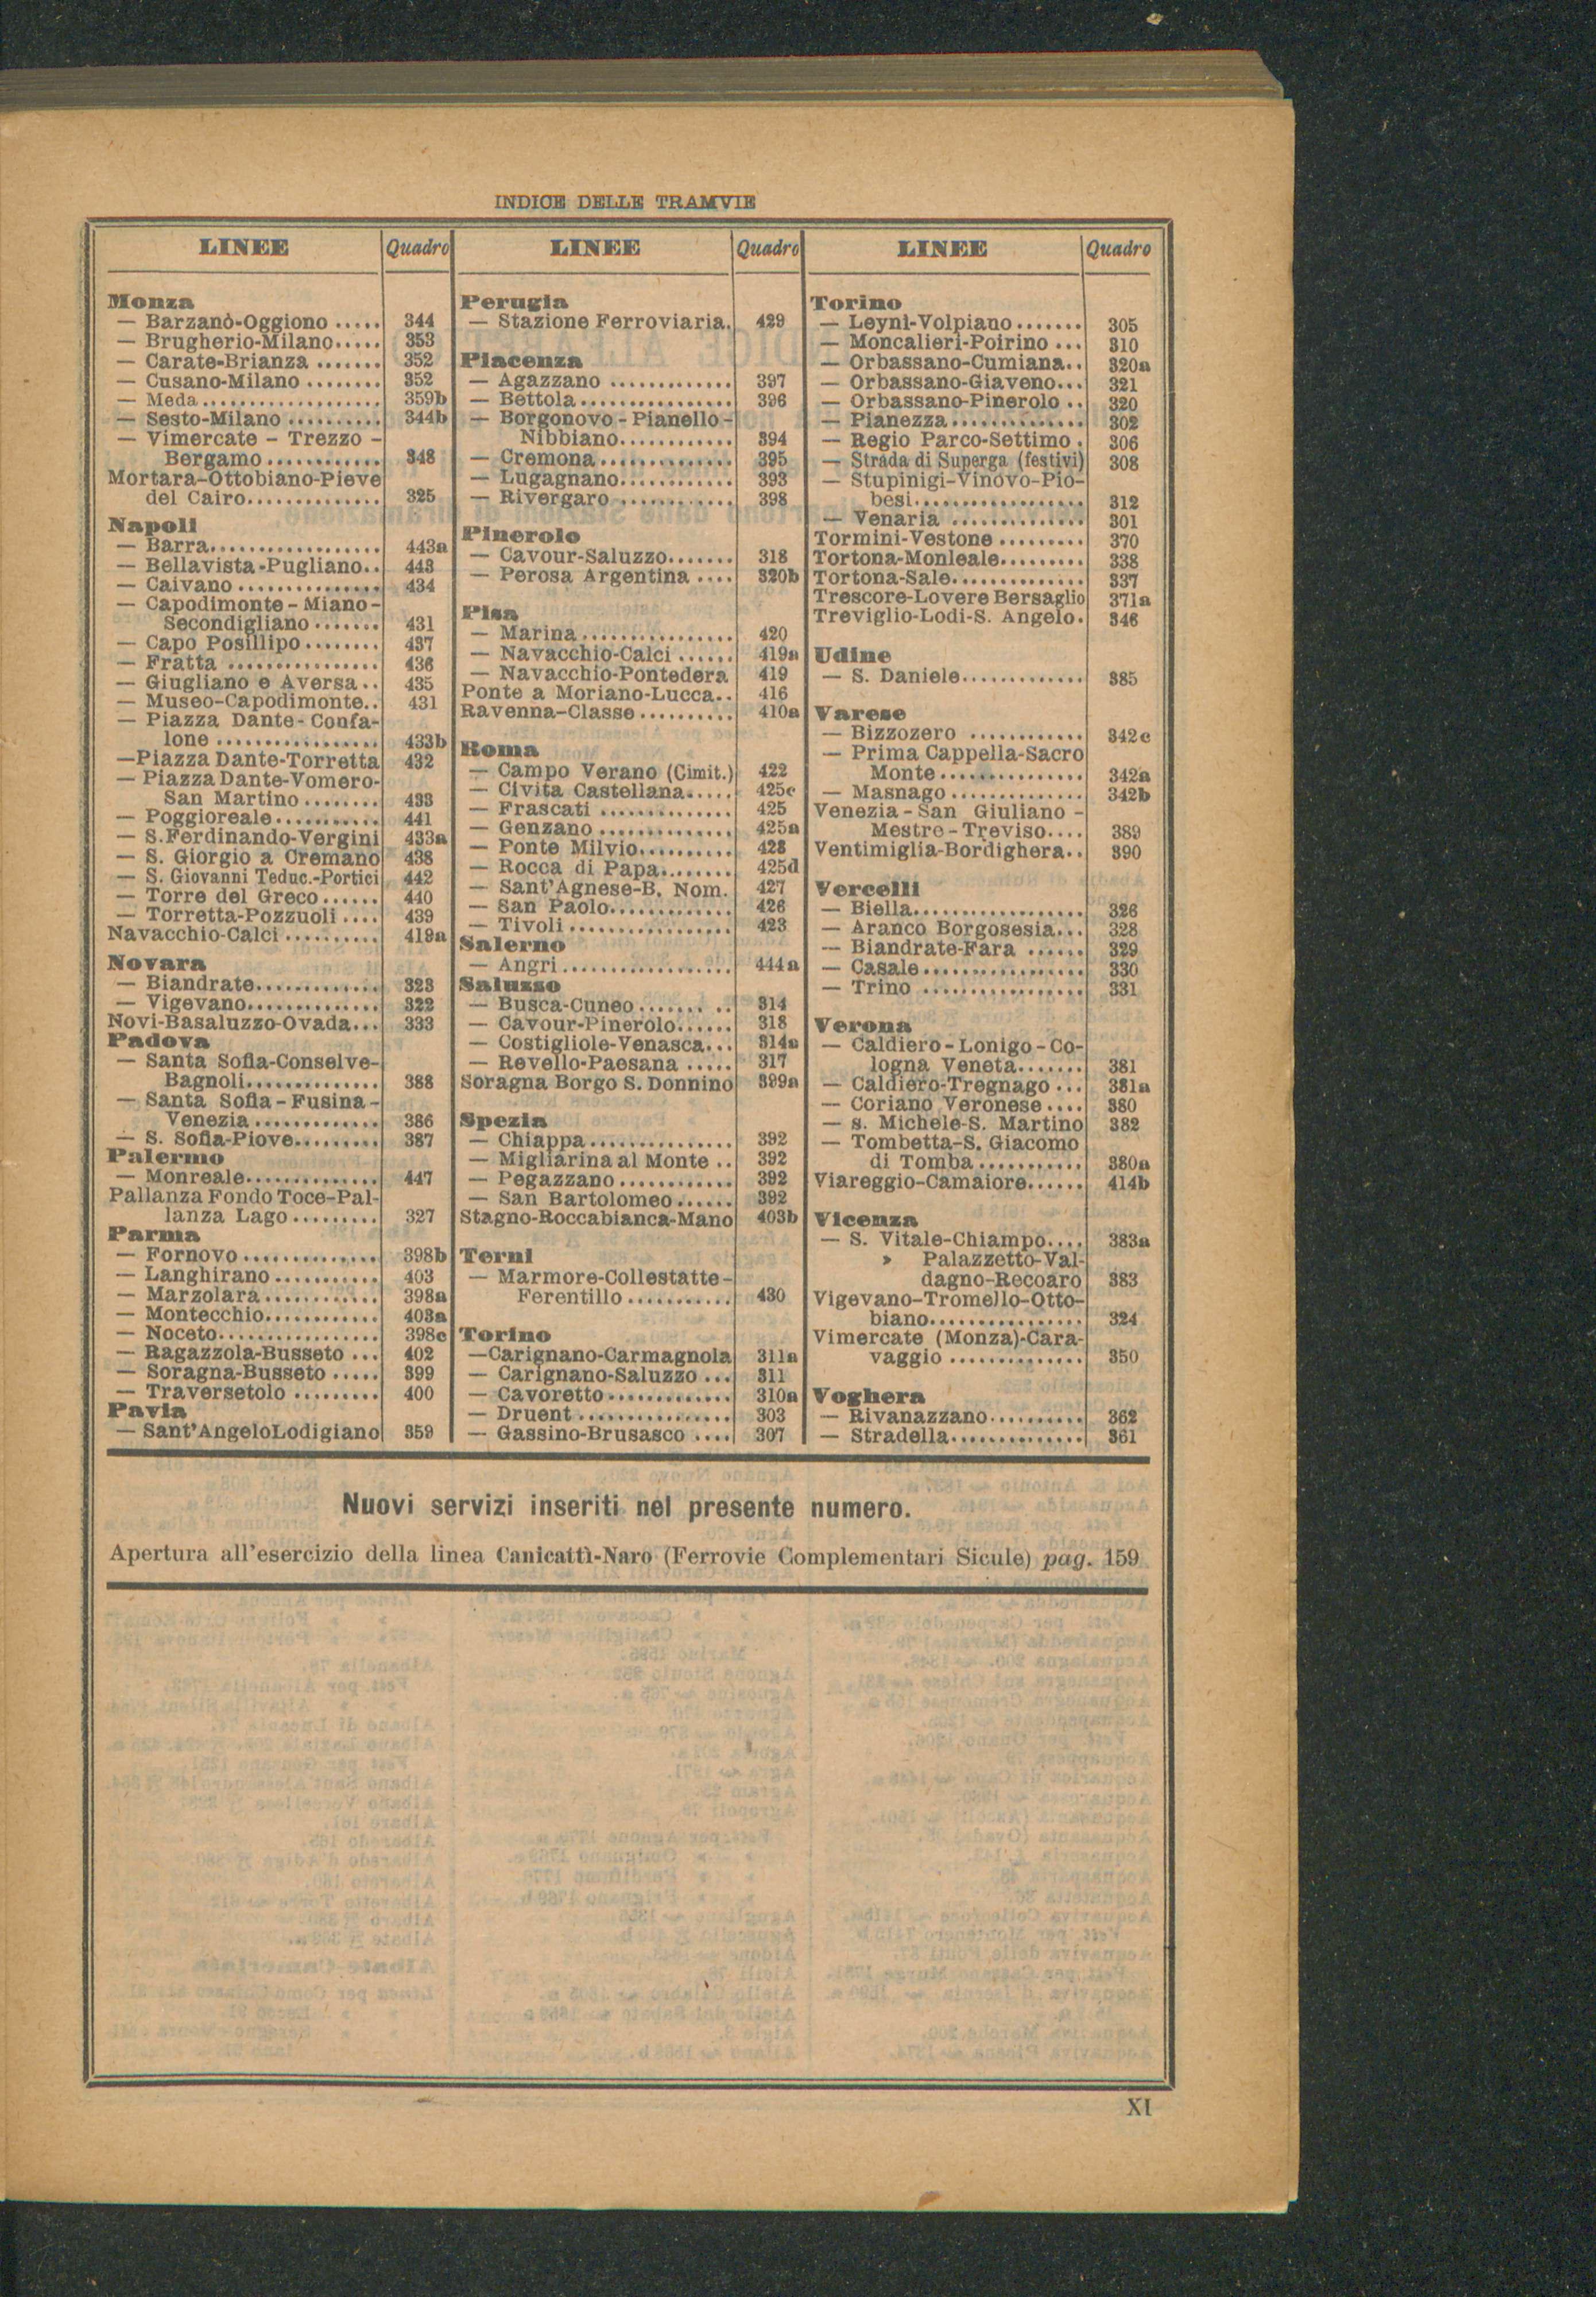 INDICE DELLE TRAMVIE
LINEE Quadro
Monza
— Barzanò-Oggiono ..... 344
— Brugherio-Milano..... 353
— Carate-Brianza ....... 352
— Cusano-Milano ........ 352
— Meda................... 359b
— Sesto-Milano .......... 344b
— Vimercate - Trezzo -
Bergamo............ 348
Mortara-Ottobiano-Pieve
del Cairo.............. 325
Napoli
— Barra.................. 443a
— Bellavista-Pugliano.. 443
— Caivano............... 434
— Capodimonte-Miano-
Secondigliano....... 431
— Capo Posillipo........ 437
— Fratta ................ 436
— Giugliano e Aversa.. 435
— Museo-Capodimonte.. 431
— Piazza Dante-Confa-
lone ................. 433b
—Piazza Dante-Torretta 432
— Piazza Dante-Vomero-
San Martino........ 433
— Poggioreale........... 441
— S.Ferdinando-Vergini 433a
— S. Giorgio a Cremano 438
— S. Giovanni Teduc.-Portici 442
— Torre del Greco...... 440
— Torretta-Pozzuoli.... 439
Navacchio-Calci.......... 419a
Novara
— Biandrate............. 323
— Vigevano.............. 322
Novi-Basaluzzo-Ovada... 333
Padova
— Santa Sofia-Conselve-
Bagnoli.............. 388
— Santa Sofia-Fusina-
Venezia............. 386
— S. Sofia-Piove......... 387
Palermo
— Monreale.............. 447
Pallanza Fondo Toce-Pal-
lanza Lago......... 327
Parma
— Fornovo.............. 398b
— Langhirano........... 403
— Marzolara............ 398a
— Montecchio............ 403a
— Noceto................. 398c
— Ragazzola-Busseto ... 402
— Soragna-Busseto ..... 399
— Traversetolo ......... 400
Pavia
— Sant'AngeloLodigiano 359
LINEE Quadro
Perugia
— Stazione Ferroviaria. 429
Piacenza
— Agazzano ............. 397
— Bettola................ 396
— Borgonovo - Pianello -
Nibbiano............ 394
— Cremona.............. 395
— Lugagnano............ 393
— Rivergaro ............ 398
Pinerolo
— Cavour-Saluzzo....... 318
— Perosa Argentina .... 320b
Pisa
— Marina................ 420
— Navacchio-Calci ...... 419a
— Navacchio-Pontedera 419
Ponte a Moriano-Lucca.. 416
Ravenna-Classe.......... 410a
Roma
— Campo Verano (Cimit.) 422
— Civita Castellana..... 425c
— Frascati .............. 425
— Genzano.............. 425a
— Ponte Milvio.......... 428
— Rocca di Papa........ 425d
— Sant'Agnese-B. Nom. 427
— San Paolo............. 426
— Tivoli................. 423
Salerno
— Angri.................. 444a
Saluzzo
— Busca-Cuneo....... .. 314
— Cavour-Pinerolo...... 318
— Costigliole-Venasca... 314a
— Revello-Paesana ..... 317
Soragna Borgo S. Donnino 399a
Spezia
— Chiappa............... 392
— Migliarina al Monte .. 392
— Pegazzano............ 392
— San Bartolomeo...... 392
Stagno-Roccabianca-Mano 403b
Terni
— Marmore-Collestatte-
Ferentillo........... 430
Torino
—Carignano-Carmagnola 311a
— Carignano-Saluzzo ... 311
— Cavoretto............. 310a
— Druent................ 303
— Gassino-Brusasco .... 307
LINEE Quadro
Torino
— Leynì-Volpiano....... 305
— Moncalieri-Poirino ... 310
— Orbassano-Cumiana.. 320a
— Orbassano-Giaveno... 321
— Orbassano-Pinerolo .. 320
— Pianezza.............. 302
— Regio Parco-Settimo. 306
— Strada di Superga (festivi) 308
— Stupinigi-Vinovo-Pio-
besi.................. 312
— Venaria .............. 301
Tormini-Vestone ......... 370
Tortona-Monleale......... 338
Tortona-Sale.............. 337
Trescore-Lovere Bersaglio 371a
Treviglio-Lodi-S. Angelo. 346
Udine
— S. Daniele............. 385
Varese
— Bizzozero ............ 342c
— Prima Cappella-Sacro
Monte............... 342a
— Masnago.............. 342b
Venezia-San Giuliano -
Mestre-Treviso.... 389
Ventimiglia-Bordighera.. 390
Vercelli
— Biella.................. 326
— Aranco Borgosesia... 328
— Biandrate-Fara ...... 329
— Casale................. 330
— Trino ................. 331
Verona
— Caldiero-Lonigo-Co-
logna Veneta....... 381
— Caldiero-Tregnago ... 381a
— Coriano Veronese.... 380
— s. Michele-S. Martino 382
— Tombetta-S. Giacomo
di Tomba........... 380a
Viareggio-Camaiore...... 414b
Vicenza
— S. Vitale-Chiampo.... 383a
» Palazzetto-Val-
dagno-Recoaro 383
Vigevano-Tromello-Otto-
biano................ 324
Vimercate (Monza)-Cara-
vaggio .............. 350
Voghera
— Rivanazzano.......... 362
— Stradella.............. 361
Nuovi servizi inseriti nel presente numero.
Apertura all'esercizio della linea Canicattì-Naro (Ferrovie Complementari Sicule) pag. 159
XI